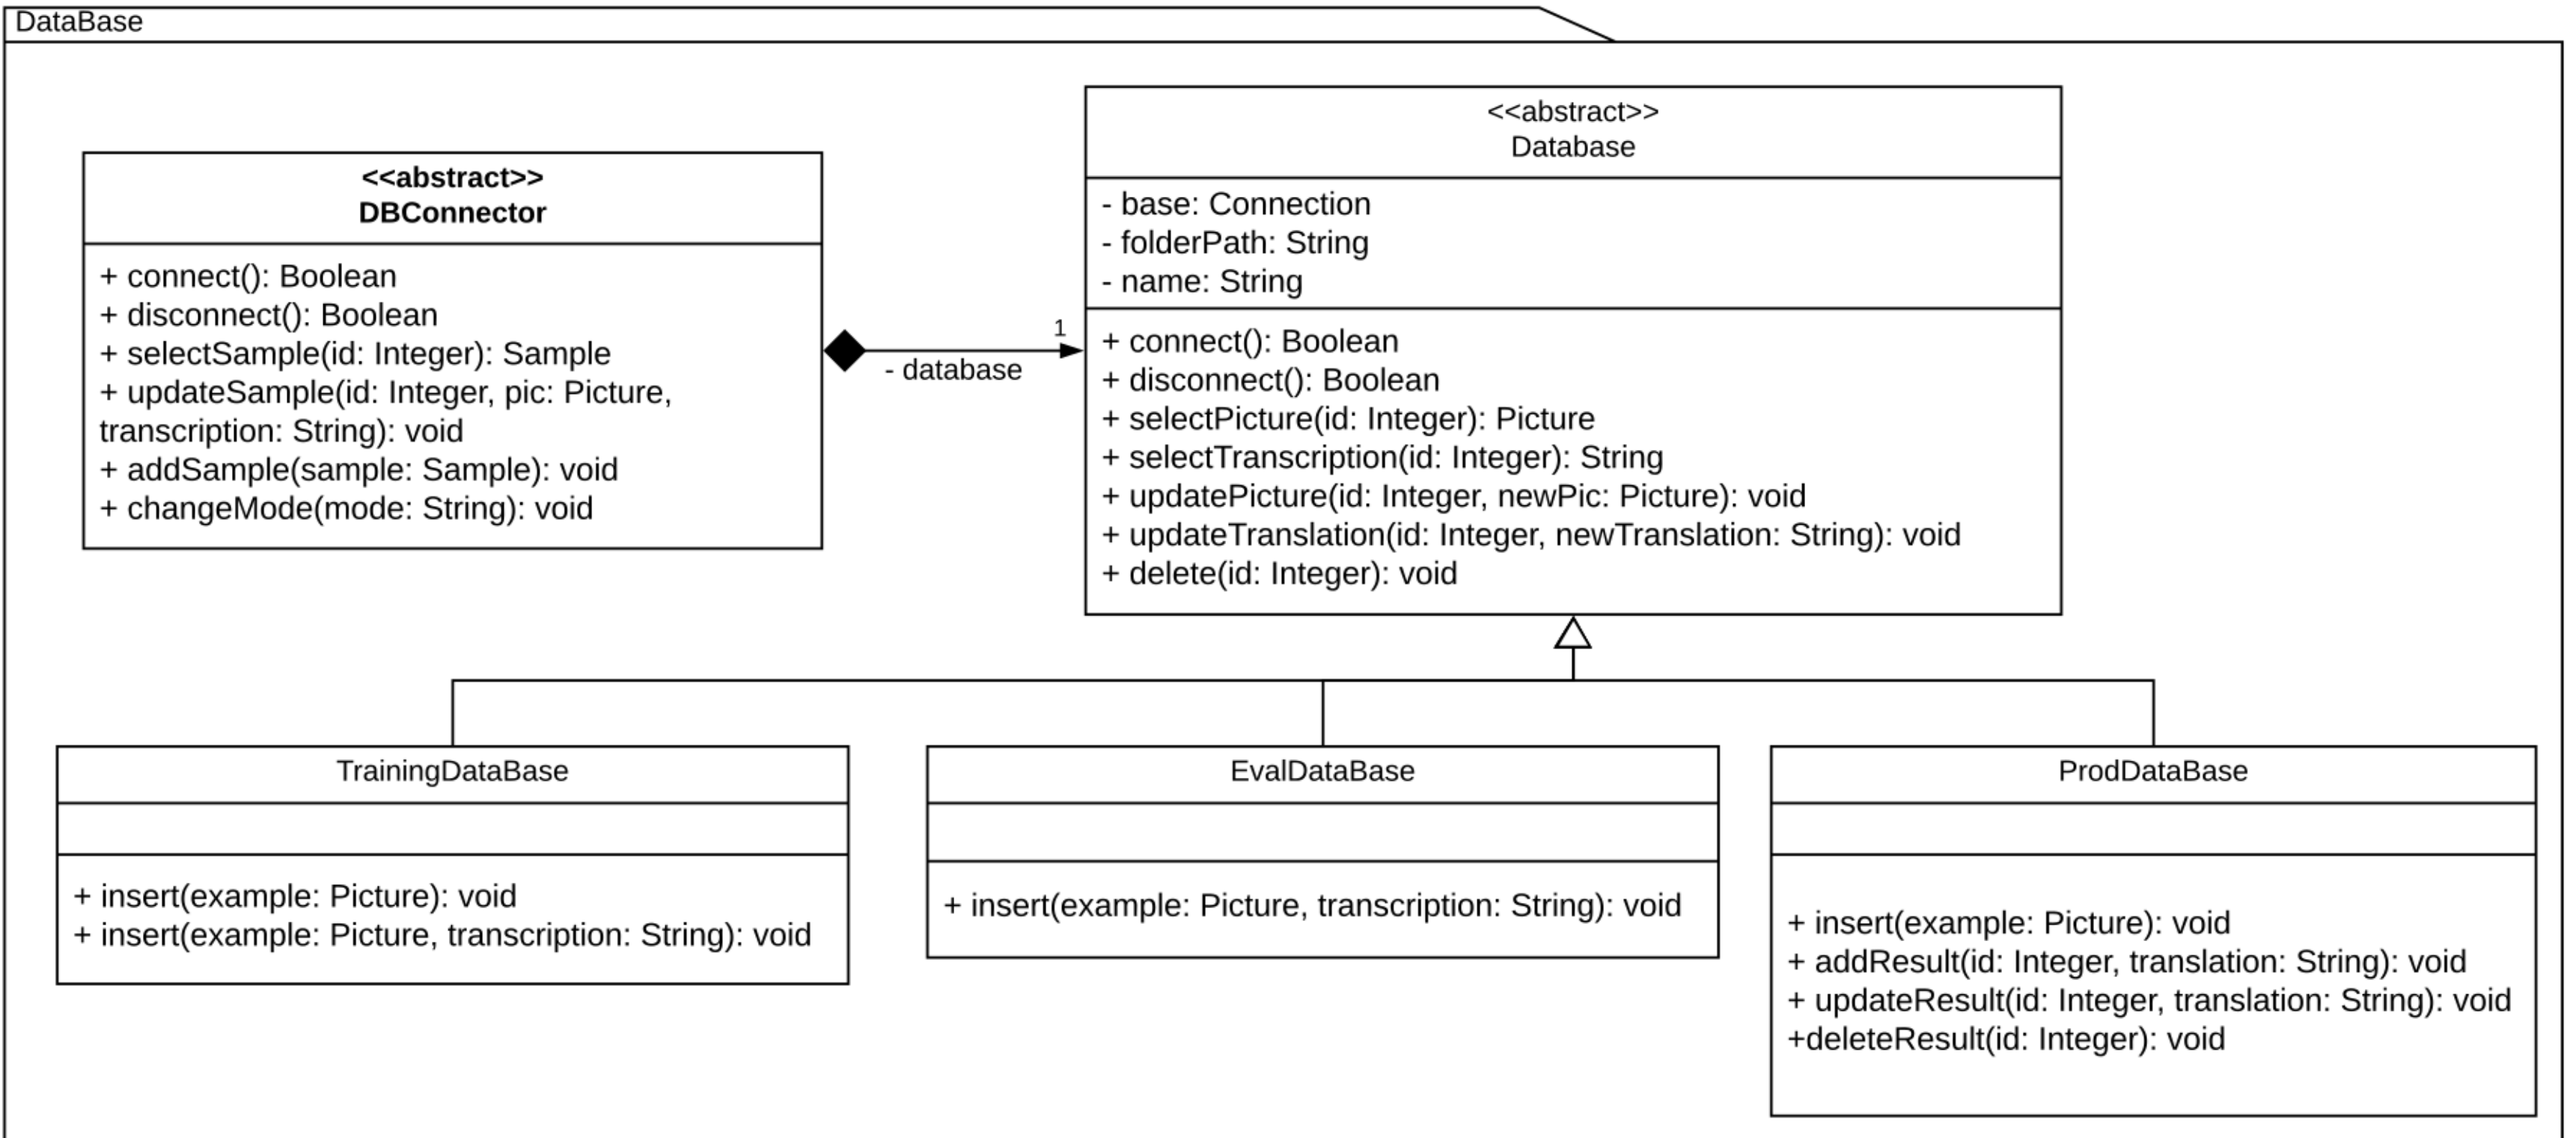 DataBase
<<abstract>>
DBConnector
+ connect(): Boolean
+ disconnect(): Boolean
+ selectSample(id: Integer): Sample
+ updateSample(id: Integer, pic: Picture,
transcription: String): void
+ addSample(sample: Sample): void
+ changeMode(mode: String): void
1
- database
<<abstract>>
Database
- base: Connection
- folderPath: String
- name: String
+ connect(): Boolean
+ disconnect(): Boolean
+ selectPicture(id: Integer): Picture
+ selectTranscription(id: Integer): String
+ updatePicture(id: Integer, newPic: Picture): void
+ updateTranslation(id: Integer, newTranslation: String): void
+ delete(id: Integer): void
TrainingDataBase
+ insert(example: Picture): void
+ insert(example: Picture, transcription: String): void
EvalDataBase
+ insert(example: Picture, transcription: String): void
ProdDataBase
+ insert(example: Picture): void
+ addResult(id: Integer, translation: String): void
+ updateResult(id: Integer, translation: String): void
+deleteResult(id: Integer): void